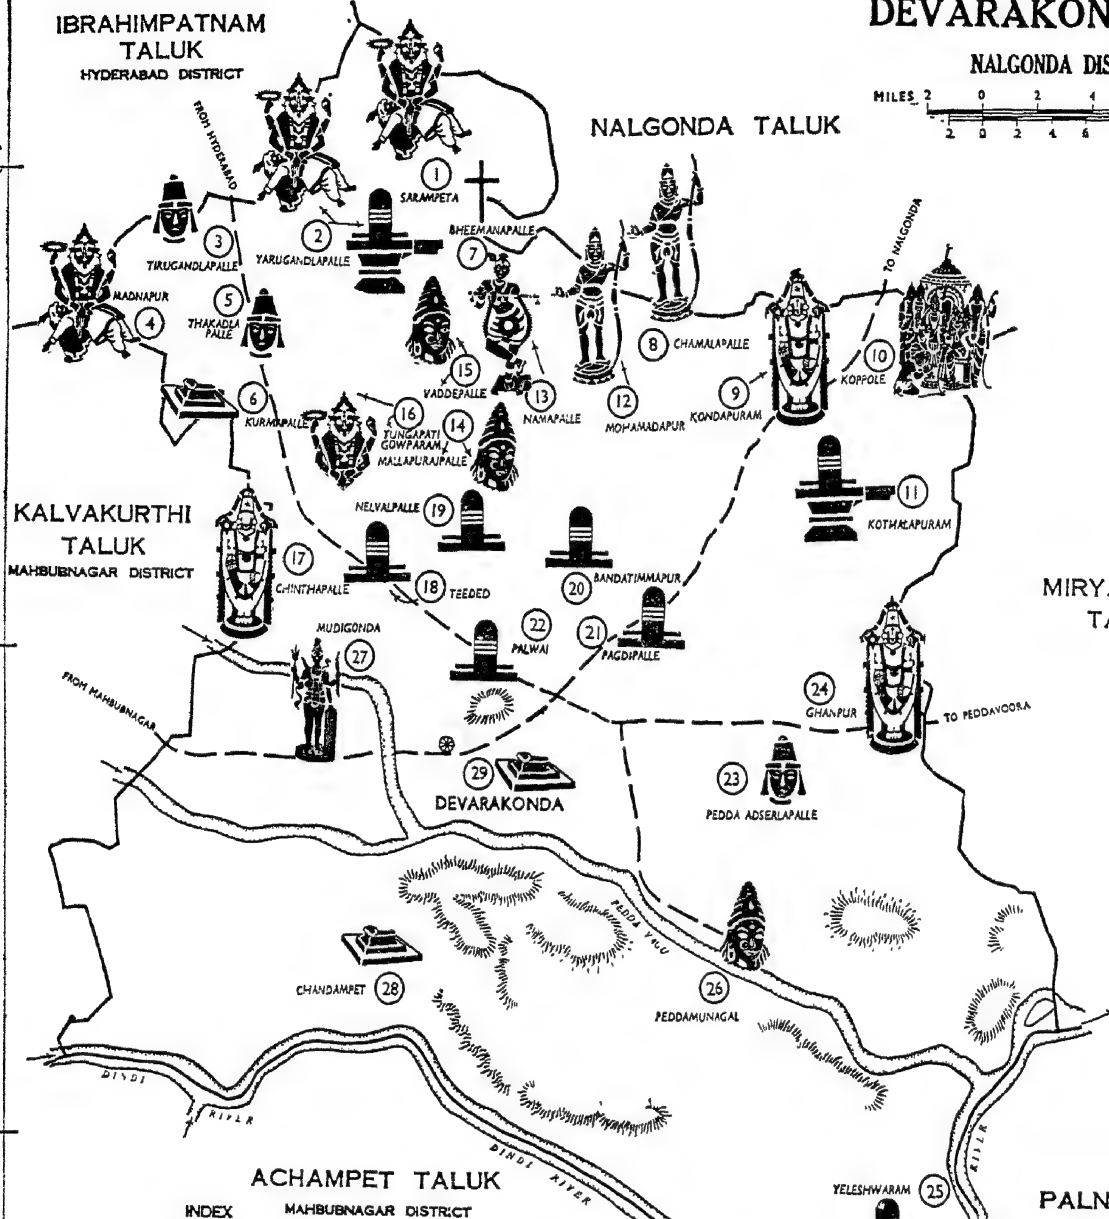 DEVARAKON
NALGONDA DIS
MILES 2 0 2 4
2 0 2 4 6
IBRAHIMPATNAM
TALUK
HYDERABAD DISTRICT
FROM HYDERABAD
NALGONDA TALUK
1
SARAMPETA
BHEEMANAPALLE
7
2
YARUGANDLAPALLE
3
TIRUGANDLAPALLE
MADNAPUR
4
5
THAKADLA
PALLE
6
KURMAPALLE
TO NALGONDA
8
CHAMALAPALLE
9
KONDAPURAM
10
KOPPOLE
15
VADDEPALLE
13
NAMAPALLE
12
MOHAMADAPUR
16
TUNGAPATI
GOWPARAM
14
MALLAPURAJPALLE
11
KOTHALAPURAM
NELVALPALLE 19
KALVAKURTHI
TALUK
MAHBUBNAGAR DISTRICT
17
CHINTHAPALLE
18 TEEDED
20
BANDATIMMAPUR
MIRYA
TA
21
PAGDIPALLE
22
PALWAI
MUDIGONDA
27
FROM MAHBUBNAGAR
24
GHANPUR
TO PEDDAVOORA
29
DEVARAKONDA
23
PEDDA ADSERLAPALLE
PEDDA VAGU
CHANDAMPET 28
26
PEDDAMUNAGAL
DINDI
RIVER
DINDI RIVER
RIVER
ACHAMPET TALUK
INDEX MAHBUBNAGAR DISTRICT
YELESHWARAM 25
PALN